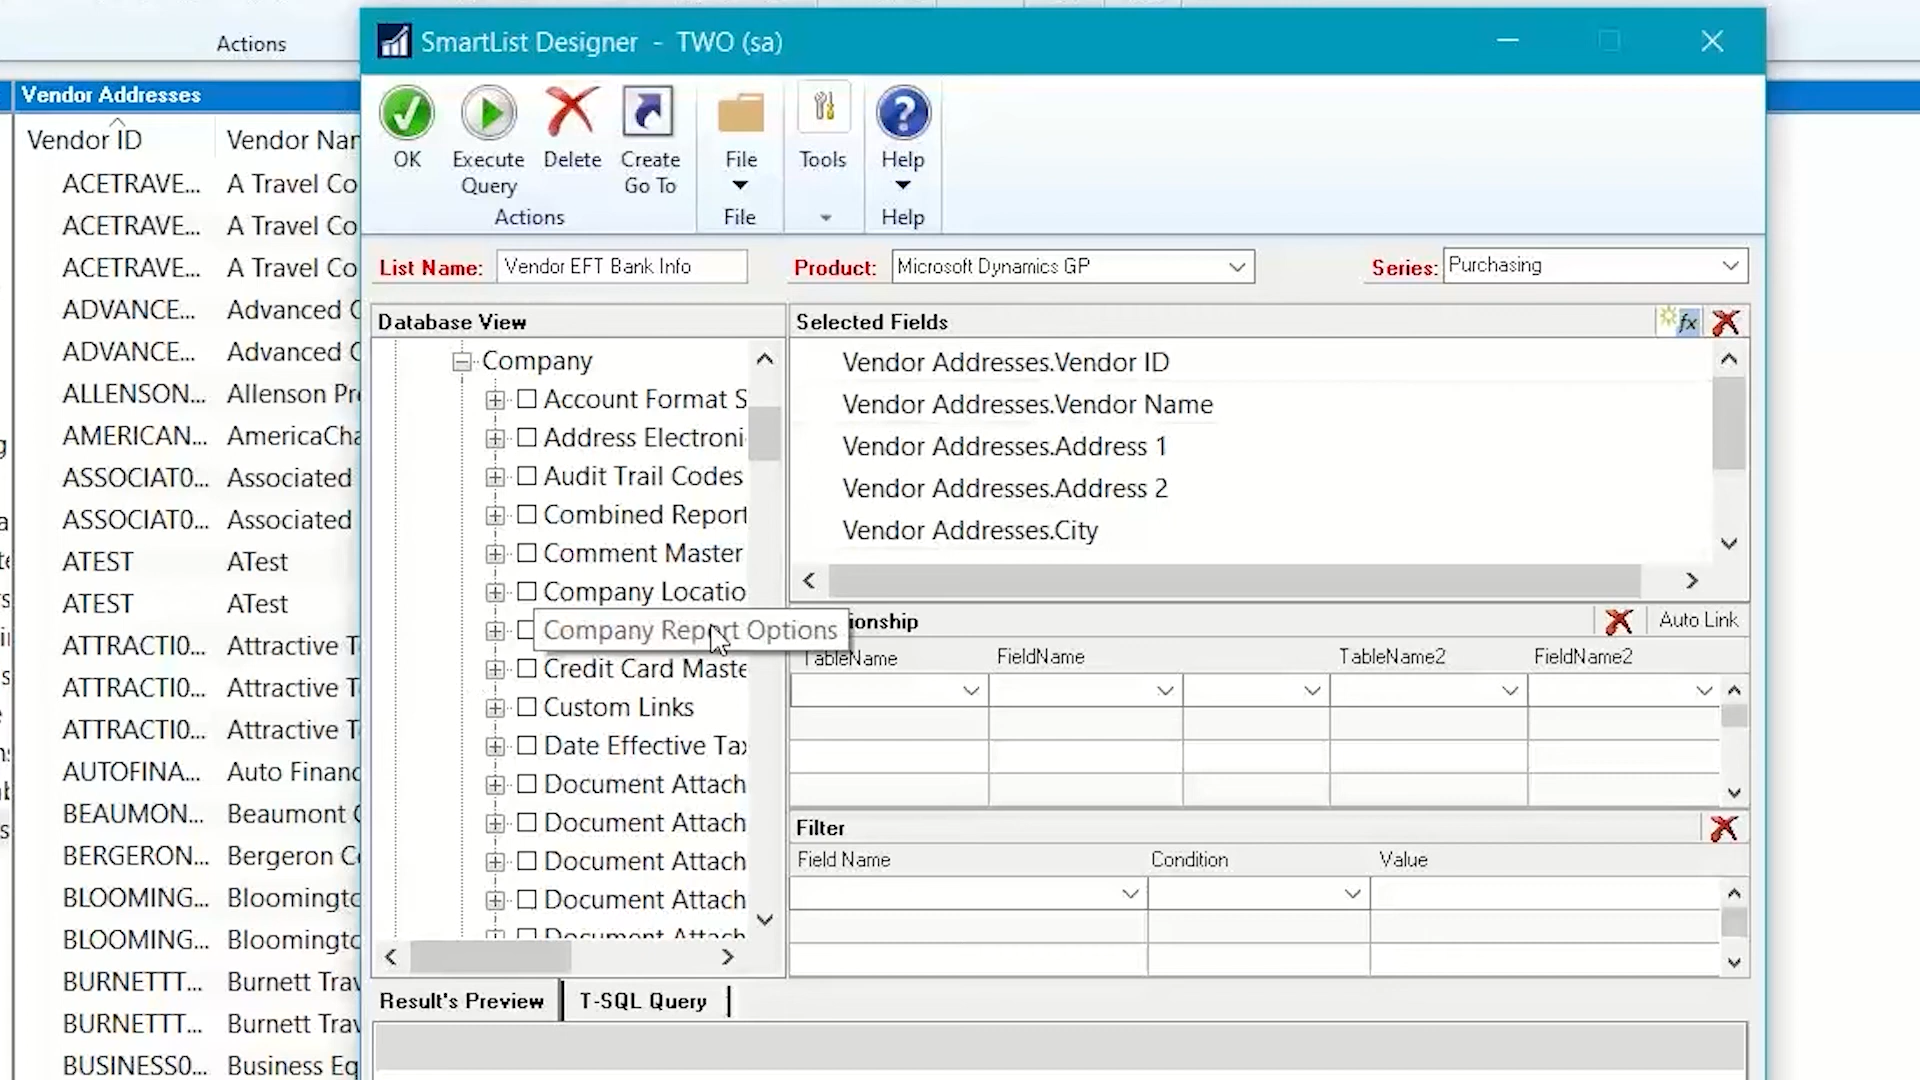 Actions
SmartList Designer - TWO (sa)
Vendor Addresses
Vendor ID
Vendor Nam
ACETRAVE... A Travel Co
ACETRAVE... A Travel Co
ACETRAVE... A Travel Co
ADVANCE... Advanced C
ADVANCE... Advanced C
ALLENSON... Allenson Pr
AMERICAN... AmericaCha
ASSOCIAT0... Associated
ASSOCIAT0... Associated
ATEST ATest
ATEST ATest
ATTRACTI0... Attractive T
ATTRACTI0... Attractive T
ATTRACTI0... Attractive T
AUTOFINA... Auto Financ
BEAUMON... Beaumont C
BERGERON... Bergeron C
BLOOMING... Bloomingto
BLOOMING... Bloomingto
BURNETTT... Burnett Trav
BURNETTT... Burnett Trav
BUSINESS0... Business Eq
OK
Execute Query
Delete
Create Go To
File
Tools
Help
Actions
File
Help
List Name: Vendor EFT Bank Info
Product: Microsoft Dynamics GP
Series: Purchasing
Database View
Company
Account Format S
Address Electroni
Audit Trail Codes
Combined Report
Comment Master
Company Locatio
Company Report Options
Credit Card Maste
Custom Links
Date Effective Tax
Document Attach
Document Attach
Document Attach
Document Attach
Document Attach
Selected Fields
fx
Vendor Addresses.Vendor ID
Vendor Addresses.Vendor Name
Vendor Addresses.Address 1
Vendor Addresses.Address 2
Vendor Addresses.City
ionship
Auto Link
TableName FieldName TableName2 FieldName2
Filter
Field Name Condition Value
Result's Preview
T-SQL Query